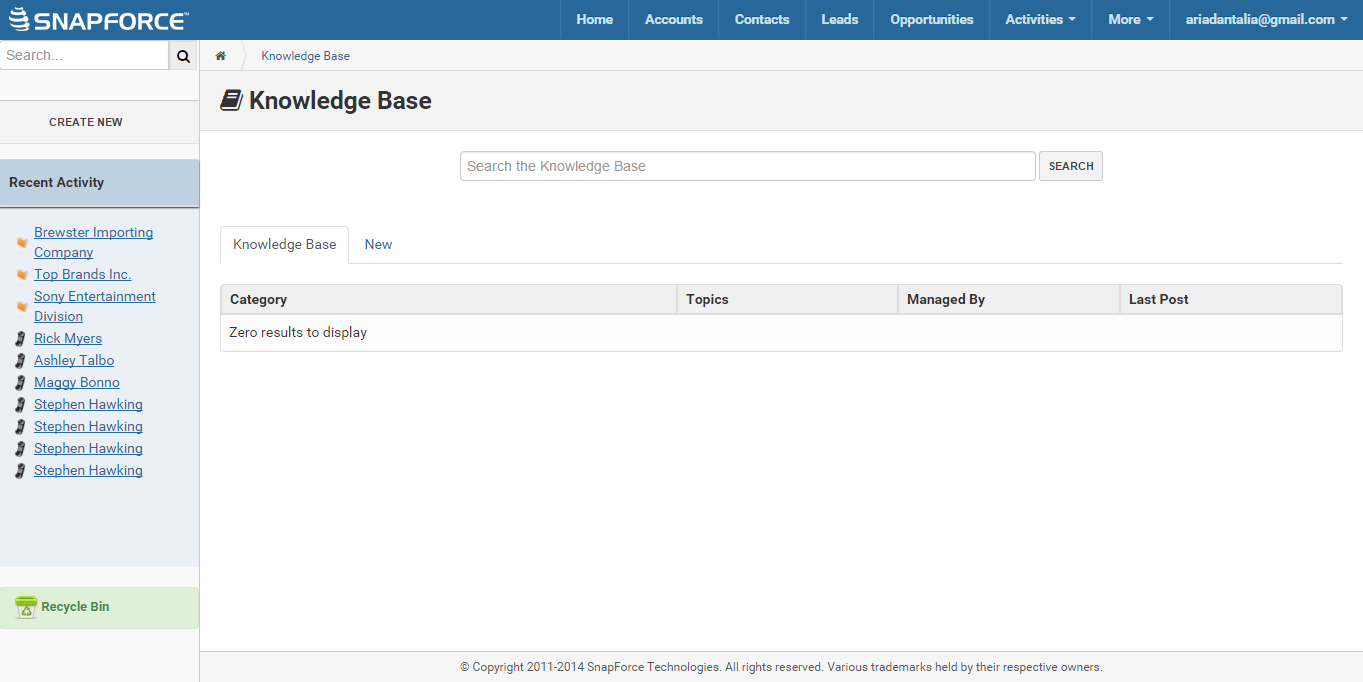 SNAPFORCE™
Home Accounts Contacts Leads Opportunities Activities More ariadantalia@gmail.com
Search...
Knowledge Base
Knowledge Base
CREATE NEW
Search the Knowledge Base SEARCH
Recent Activity
Brewster Importing
Company
Top Brands Inc.
Sony Entertainment
Division
Rick Myers
Ashley Talbo
Maggy Bonno
Stephen Hawking
Stephen Hawking
Stephen Hawking
Stephen Hawking
Recycle Bin
Knowledge Base New
Category Topics Managed By Last Post
Zero results to display
© Copyright 2011-2014 SnapForce Technologies. All rights reserved. Various trademarks held by their respective owners.